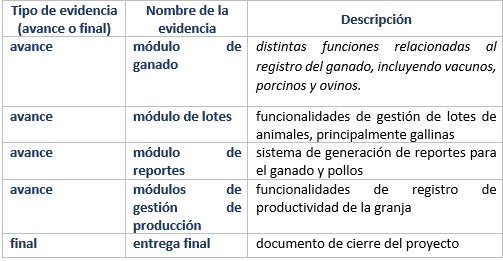 Tipo de evidencia Nombre de la Descripción
(avance o final) evidencia
avance módulo de distintas funciones relacionadas al
ganado registro del ganado, incluyendo vacunos,
porcinos y ovinos.
avance módulo de lotes funcionalidades de gestión de lotes de
animales, principalmente gallinas
avance módulo de sistema de generación de reportes para
reportes el ganado y pollos
avance módulos de funcionalidades de registro de
gestión de productividad de la granja
producción
final entrega final documento de cierre del proyecto